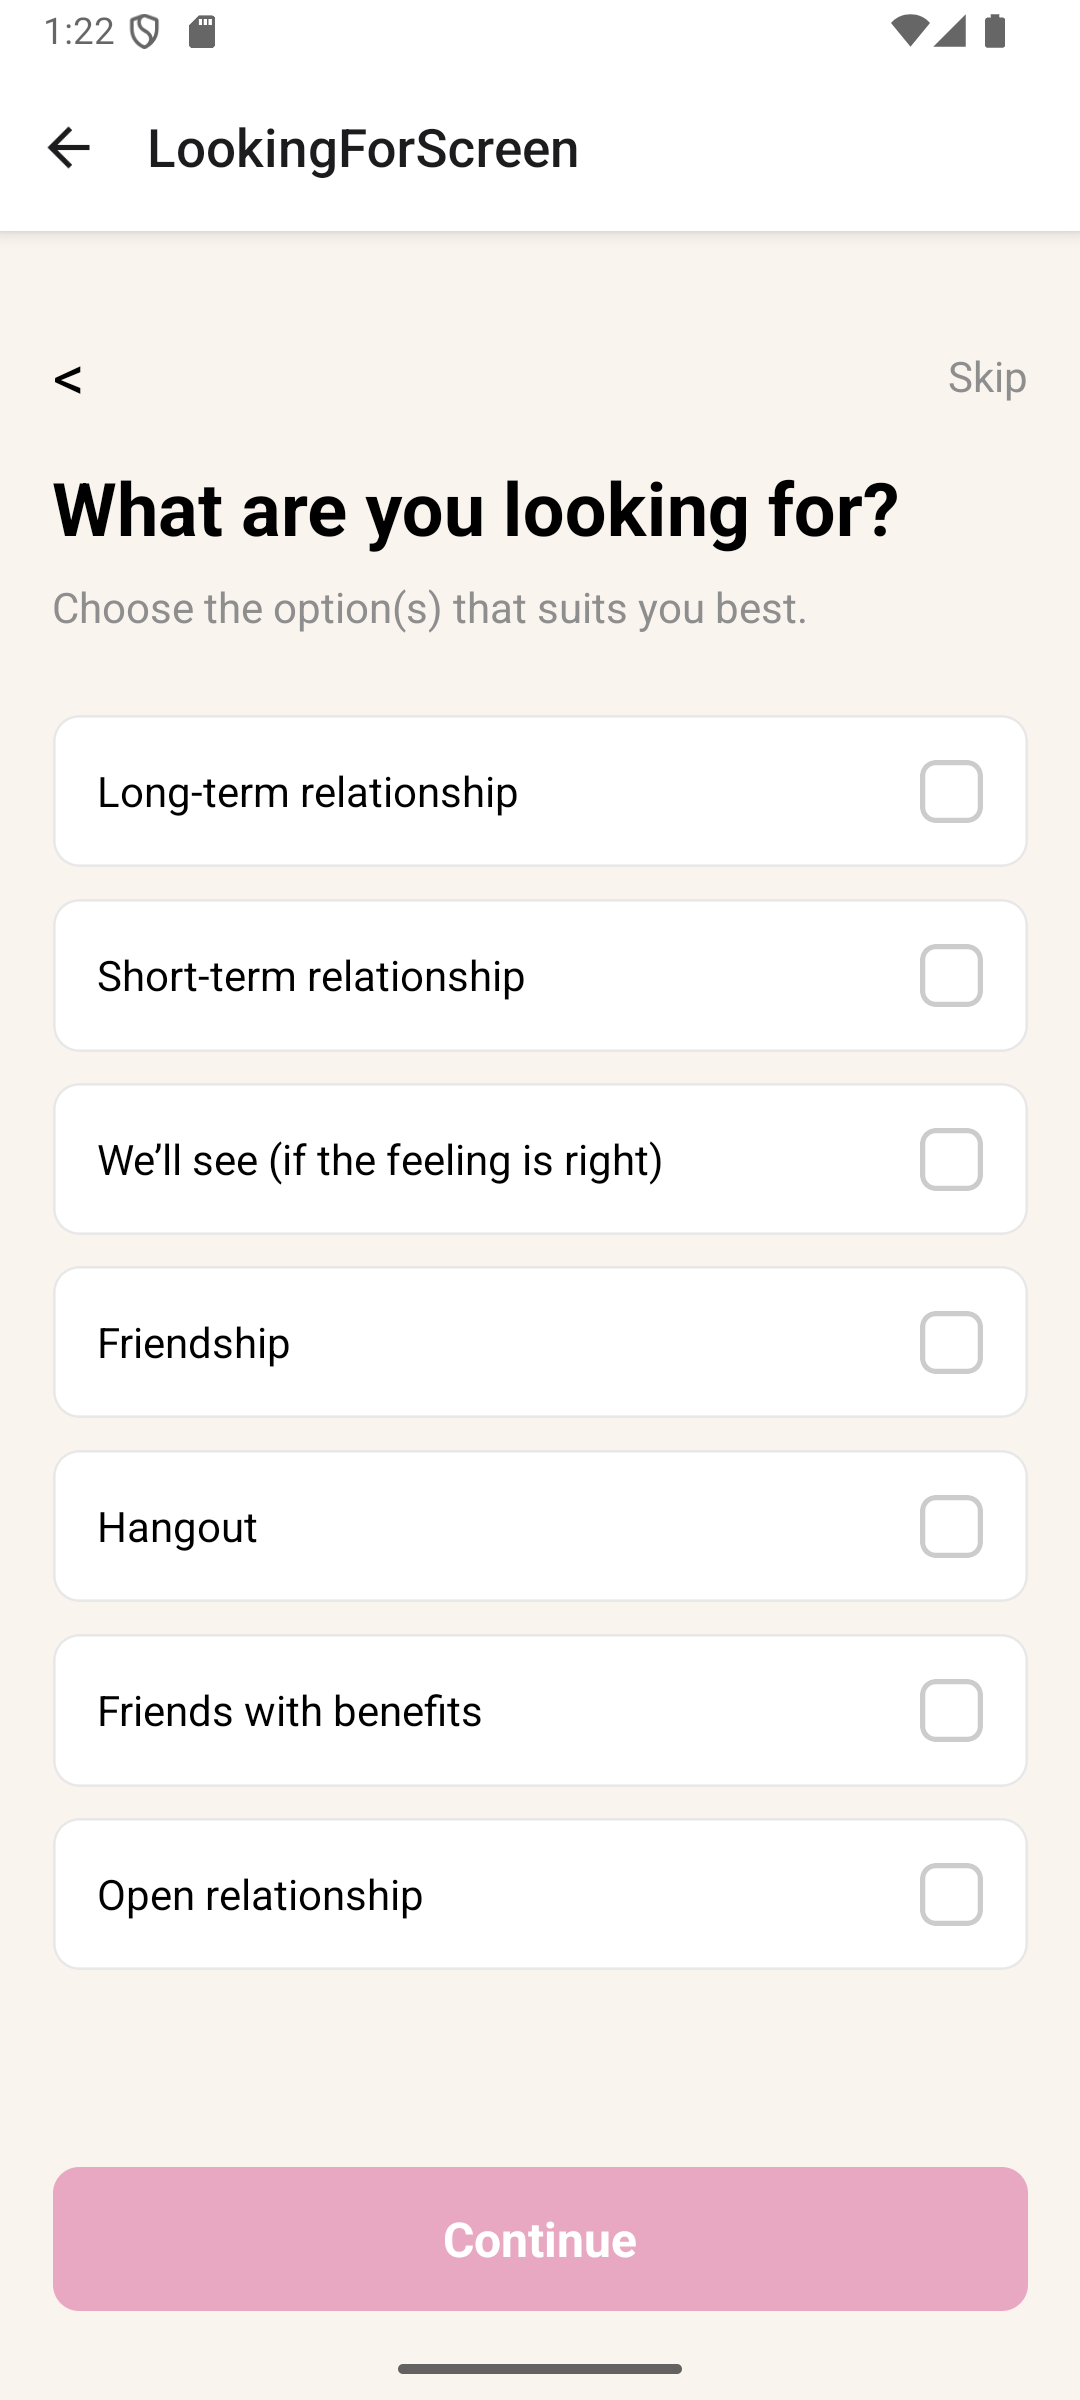 1:22
LookingForScreen
<
Skip
What are you looking for?
Choose the option(s) that suits you best.
Long-term relationship
Short-term relationship
We’ll see (if the feeling is right)
Friendship
Hangout
Friends with benefits
Open relationship
Continue